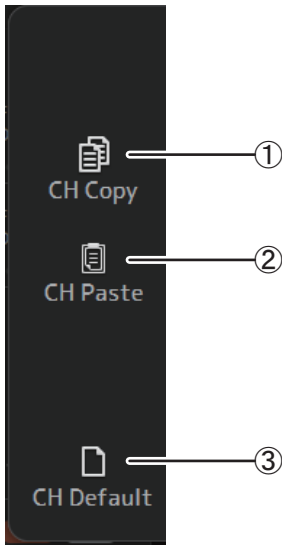 CH Copy
①
CH Paste
②
CH Default
③